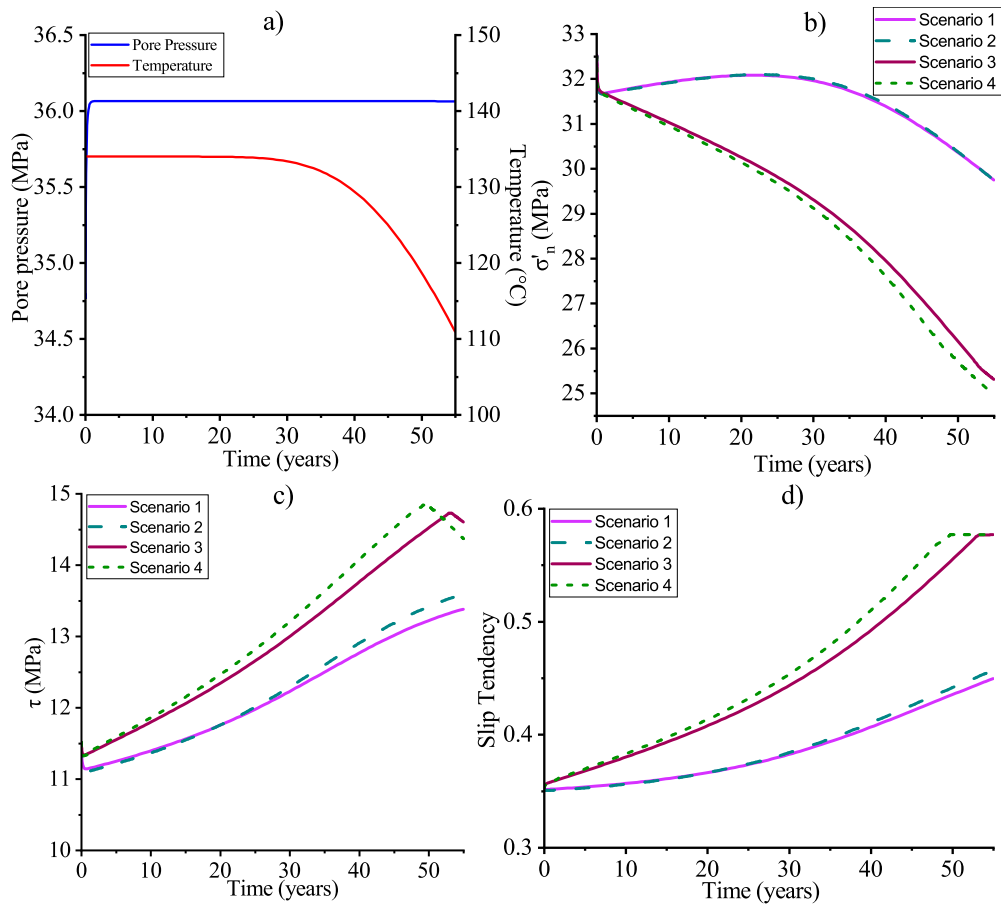 a)
36.5
36.0
35.5
35.0
34.5
34.0
Pore pressure (MPa)
Pore Pressure
Temperature
150
140
130
120
110
100
Temperature (°C)
0
10
20
30
40
50
Time (years)
b)
33
32
31
30
29
28
27
26
25
σ'n (MPa)
Scenario 1
Scenario 2
Scenario 3
Scenario 4
0
10
20
30
40
50
Time (years)
c)
15
14
13
12
11
10
τ (MPa)
Scenario 1
Scenario 2
Scenario 3
Scenario 4
0
10
20
30
40
50
Time (years)
d)
0.6
0.5
0.4
0.3
Slip Tendency
Scenario 1
Scenario 2
Scenario 3
Scenario 4
0
10
20
30
40
50
Time (years)